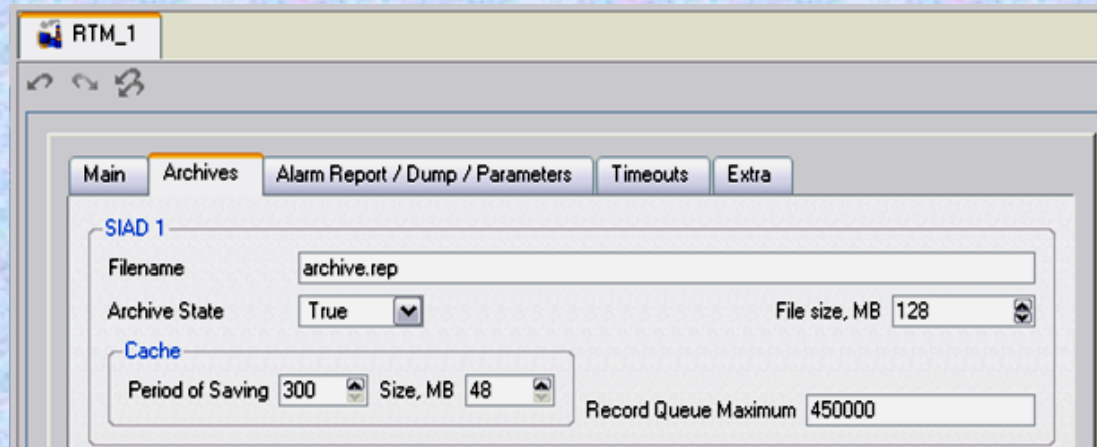 RTM_1
Main Archives Alarm Report / Dump / Parameters Timeouts Extra
SIAD 1
Filename archive.rep
Archive State True File size, MB 128
Cache
Period of Saving 300 Size, MB 48
Record Queue Maximum 450000